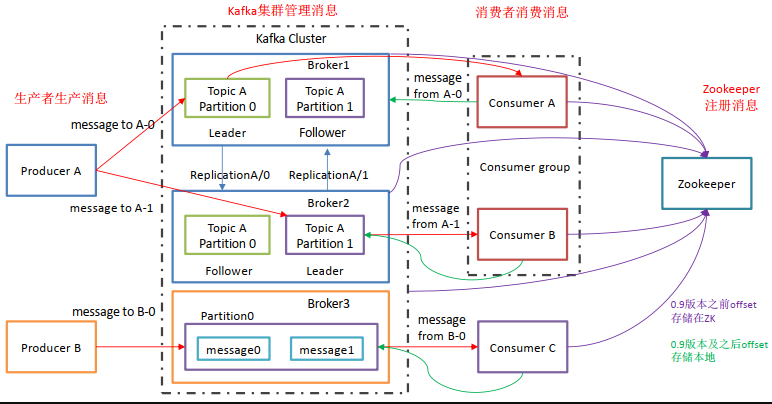 Kafka集群管理消息
消费者消费消息
Kafka Cluster
Broker1
Topic A
Partition 0
Topic A
Partition 1
Leader
Follower
message
from A-0
Consumer A
Zookeeper
注册消息
生产者生产消息
message to A-0
Producer A
message to A-1
ReplicationA/0
ReplicationA/1
Consumer group
Zookeeper
Broker2
Topic A
Partition 0
Topic A
Partition 1
Follower
Leader
message
from A-1
Consumer B
message to B-0
Producer B
Broker3
Partition0
message0
message1
message
from B-0
Consumer C
0.9版本之前offset
存储在ZK
0.9版本及之后offset
存储本地